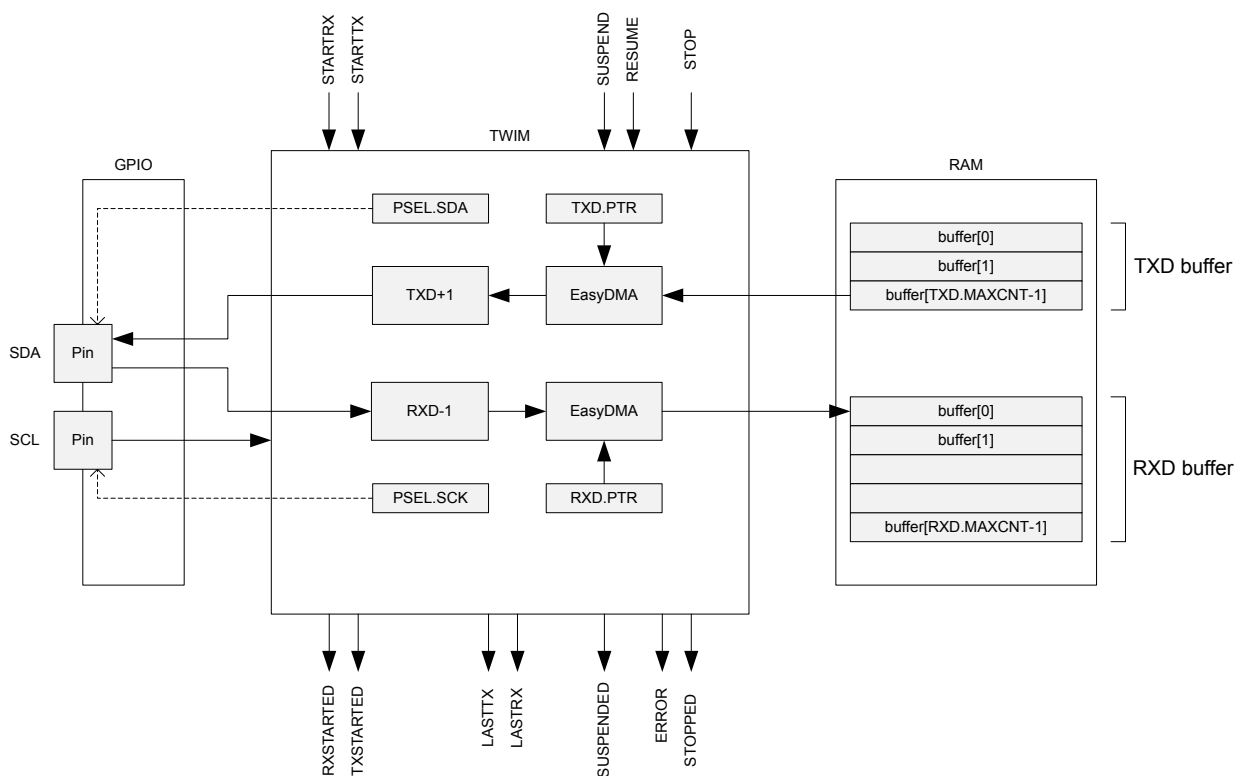 STARTRX
STARTTX
SUSPEND
RESUME
STOP
GPIO
TWIM
RAM
PSEL.SDA
TXD.PTR
buffer[0]
buffer[1]
buffer[TXD.MAXCNT-1]
TXD buffer
TXD+1
EasyDMA
SDA
Pin
RXD-1
EasyDMA
buffer[0]
buffer[1]
buffer[RXD.MAXCNT-1]
RXD buffer
SCL
Pin
PSEL.SCK
RXD.PTR
RXSTARTED
TXSTARTED
LASTTX
LASTRX
SUSPENDED
ERROR
STOPPED